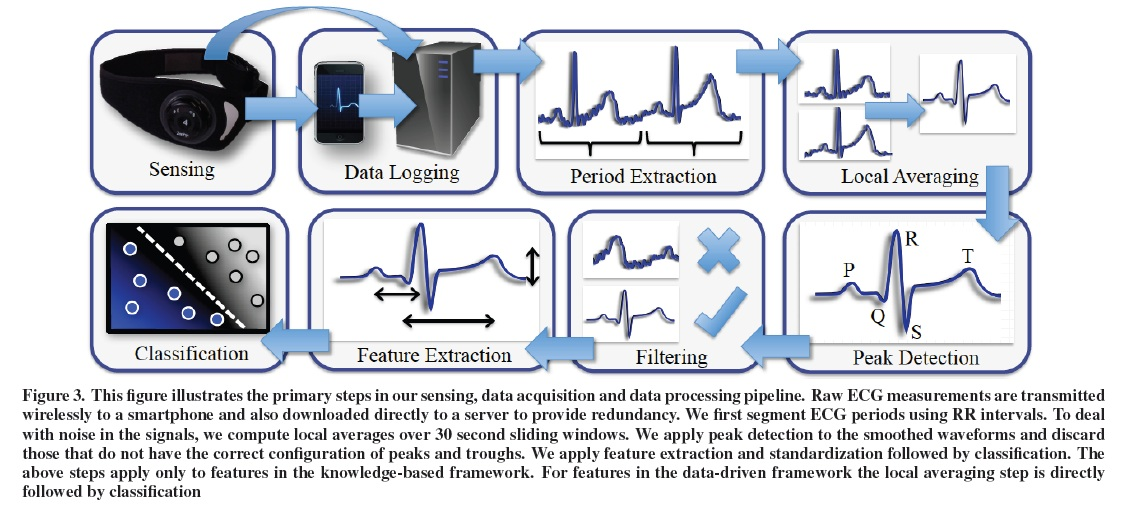 Sensing
Data Logging
Period Extraction
Local Averaging
P
R
T
Q
S
Classification
Feature Extraction
Filtering
Peak Detection
Figure 3. This figure illustrates the primary steps in our sensing, data acquisition and data processing pipeline. Raw ECG measurements are transmitted
wirelessly to a smartphone and also downloaded directly to a server to provide redundancy. We first segment ECG periods using RR intervals. To deal
with noise in the signals, we compute local averages over 30 second sliding windows. We apply peak detection to the smoothed waveforms and discard
those that do not have the correct configuration of peaks and troughs. We apply feature extraction and standardization followed by classification. The
above steps apply only to features in the knowledge-based framework. For features in the data-driven framework the local averaging step is directly
followed by classification